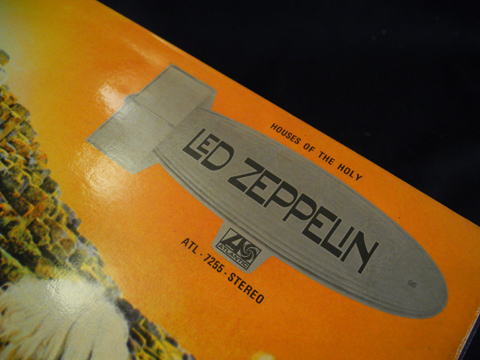 HOUSES OF THE HOLY
LED ZEPPELIN
ATLANTIC
ATL · 7255 · STEREO